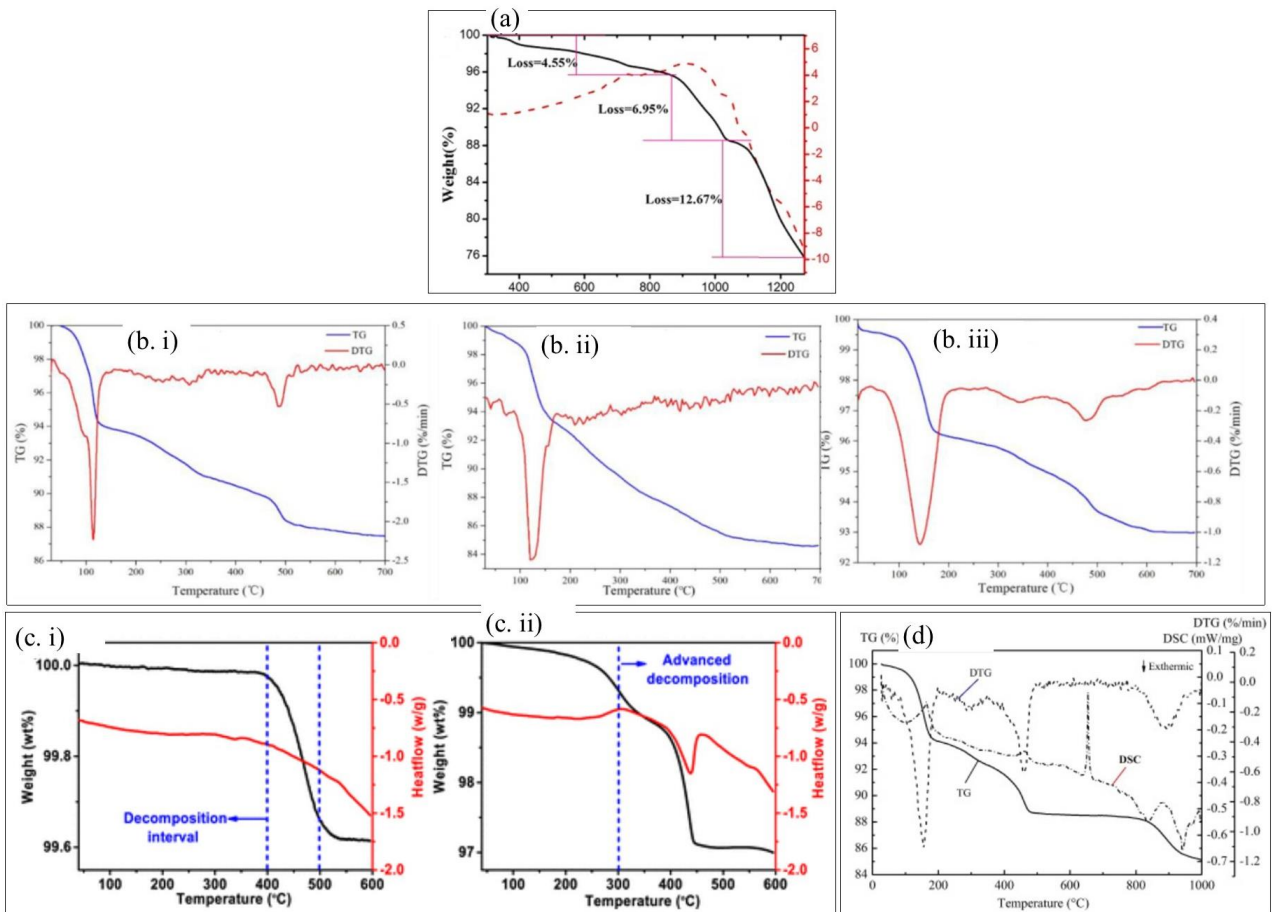 (a)
100
96
92
88
84
80
76
Weight(%)
Loss=4.55%
Loss=6.95%
Loss=12.67%
6
4
2
0
-2
-4
-6
-8
-10
400 600 800 1000 1200
(b. i)
TG
DTG
100
98
96
94
92
90
88
86
TG (%)
0.5
0.0
-0.5
-1.0
-1.5
-2.0
-2.5
DTG (%/min)
100 200 300 400 500 600 700
Temperature (℃)
(b. ii)
TG
DTG
100
98
96
94
92
90
88
86
84
TG (%)
100 200 300 400 500 600 700
Temperature (°C)
(b. iii)
TG
DTG
100
99
98
97
96
95
94
93
92
TG (%)
0.4
0.2
0.0
-0.2
-0.4
-0.6
-0.8
-1.0
-1.2
DTG (%/min)
100 200 300 400 500 600 700
Temperature (℃)
(c. i)
100.0
99.8
99.6
Weight (wt%)
Decomposition
interval
0.0
-0.5
-1.0
-1.5
-2.0
Heatflow (w/g)
100 200 300 400 500 600
Temperature (°C)
(c. ii)
100
99
98
97
Weight (wt%)
Advanced
decomposition
0.0
-0.5
-1.0
-1.5
-2.0
Heatflow (w/g)
100 200 300 400 500 600
Temperature (°C)
(d)
TG (%)
DTG (%/min)
DSC (mW/mg)
Exthermic
DTG
DSC
TG
100
98
96
94
92
90
88
86
84
0.1
0.0
-0.1
-0.2
-0.3
-0.4
-0.5
-0.6
-0.7
0.2
0.0
-0.2
-0.4
-0.6
-0.8
-1.0
-1.2
0 200 400 600 800 1000
Temperature (°C)